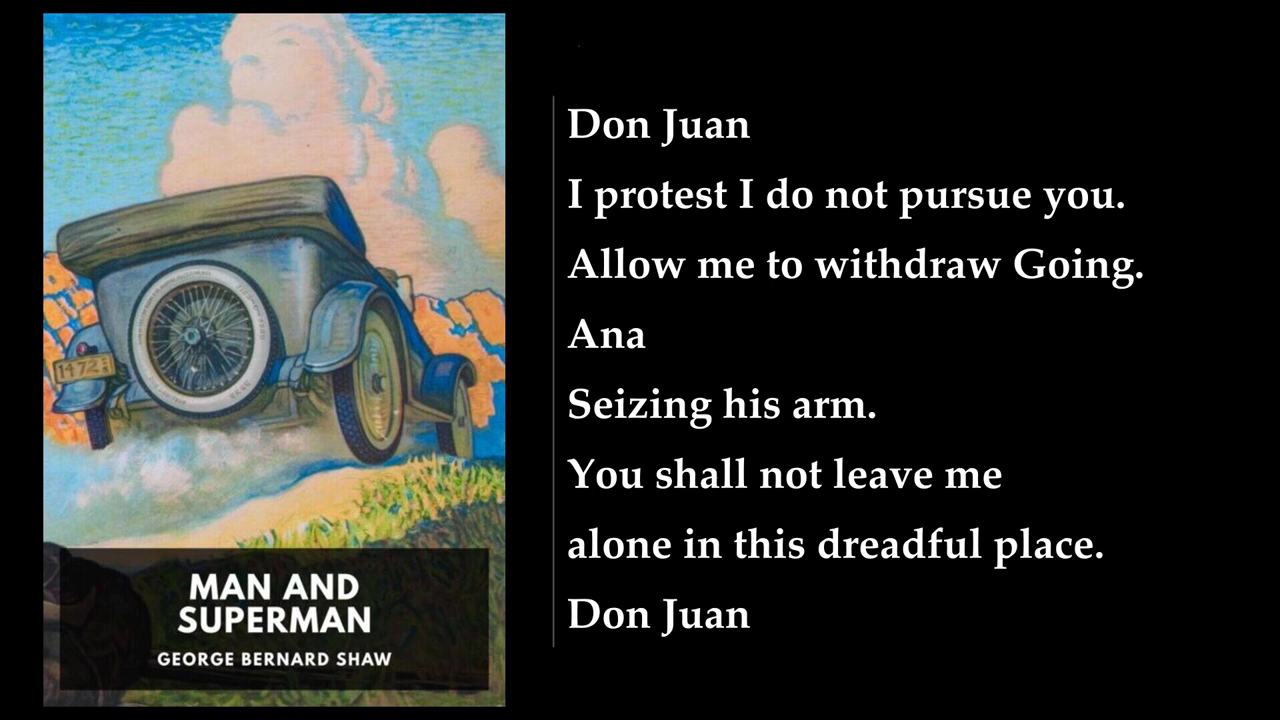 1472
MAN AND
SUPERMAN
GEORGE BERNARD SHAW
Don Juan
I protest I do not pursue you.
Allow me to withdraw Going.
Ana
Seizing his arm.
You shall not leave me
alone in this dreadful place.
Don Juan